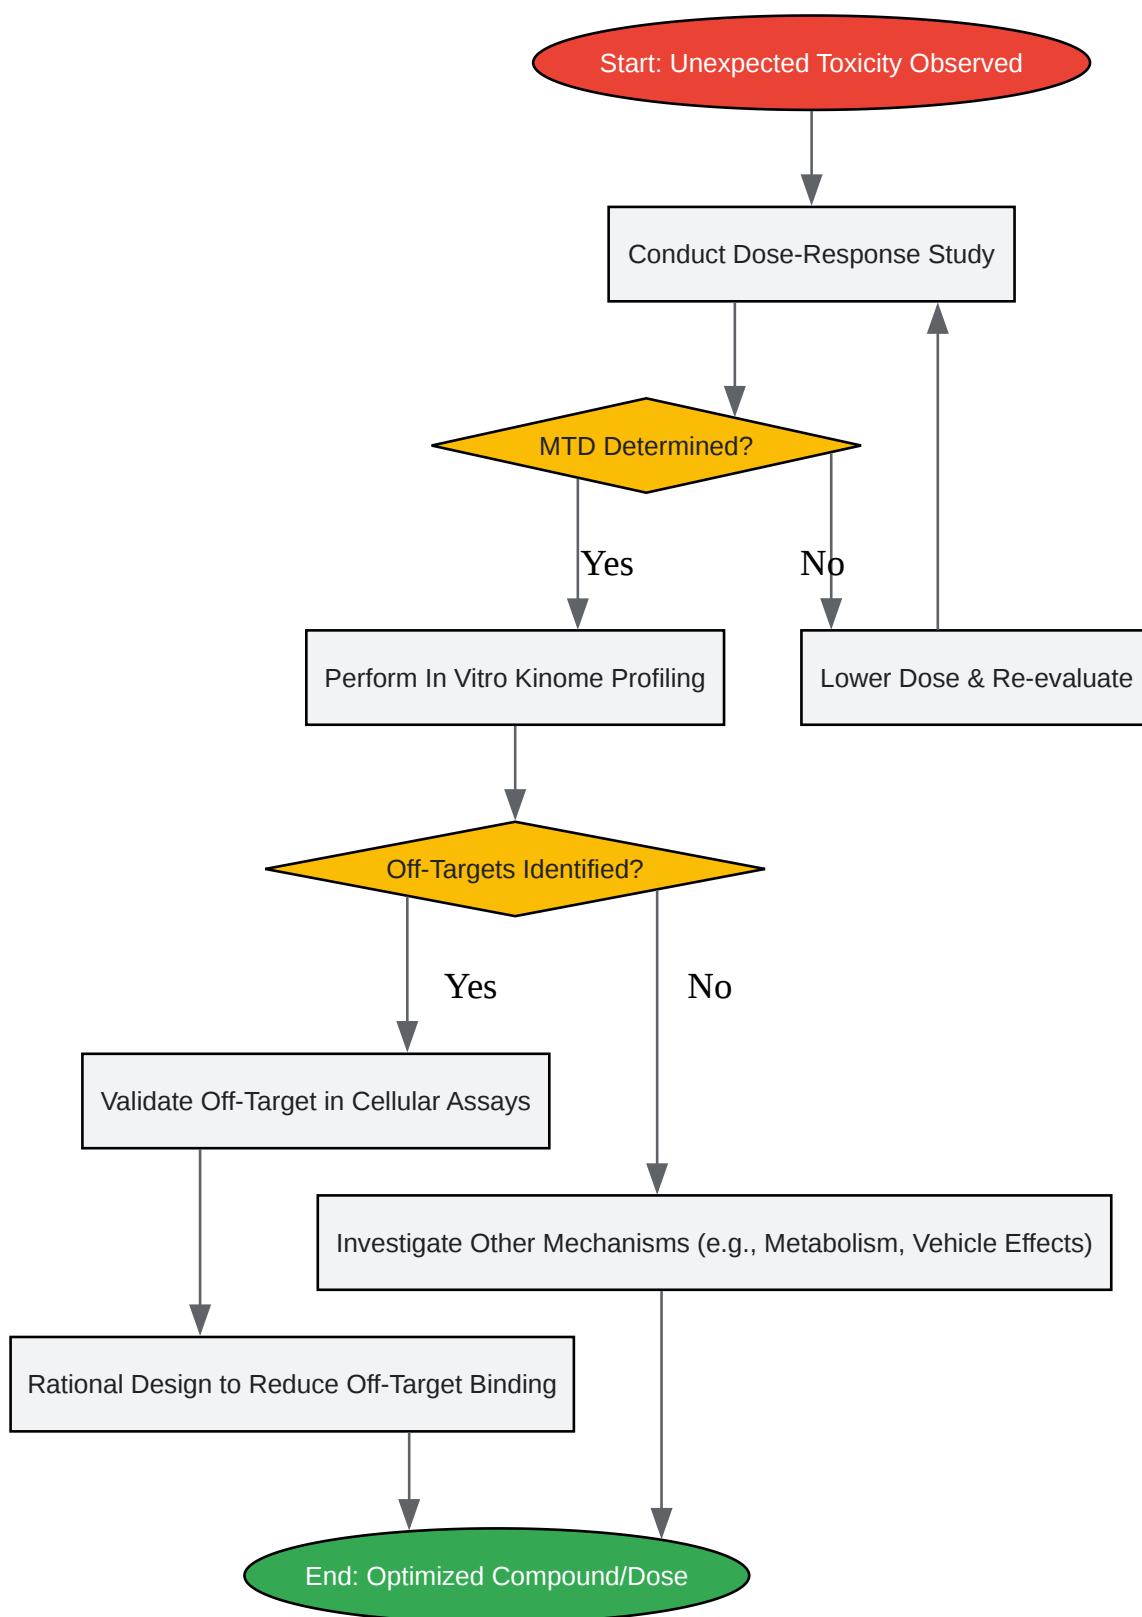 Start: Unexpected Toxicity Observed
Conduct Dose-Response Study
MTD Determined?
Yes
No
Perform In Vitro Kinome Profiling
Lower Dose & Re-evaluate
Off-Targets Identified?
Yes
No
Validate Off-Target in Cellular Assays
Investigate Other Mechanisms (e.g., Metabolism, Vehicle Effects)
Rational Design to Reduce Off-Target Binding
End: Optimized Compound/Dose